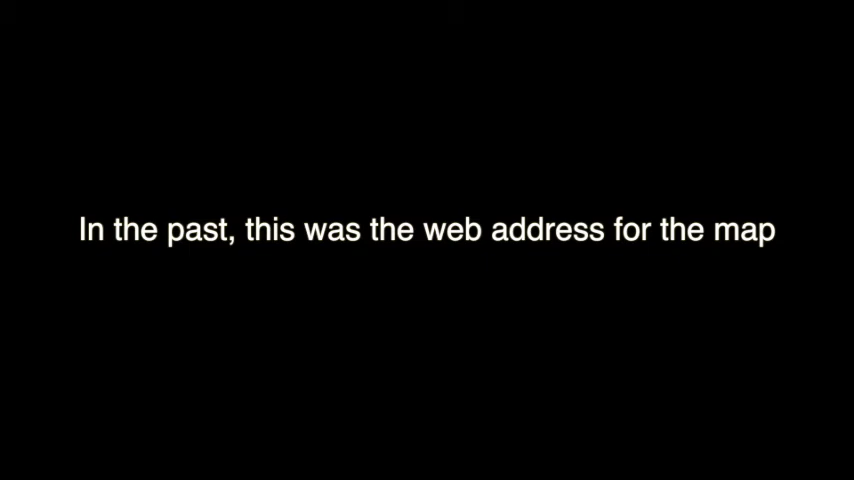 In the past, this was the web address for the map